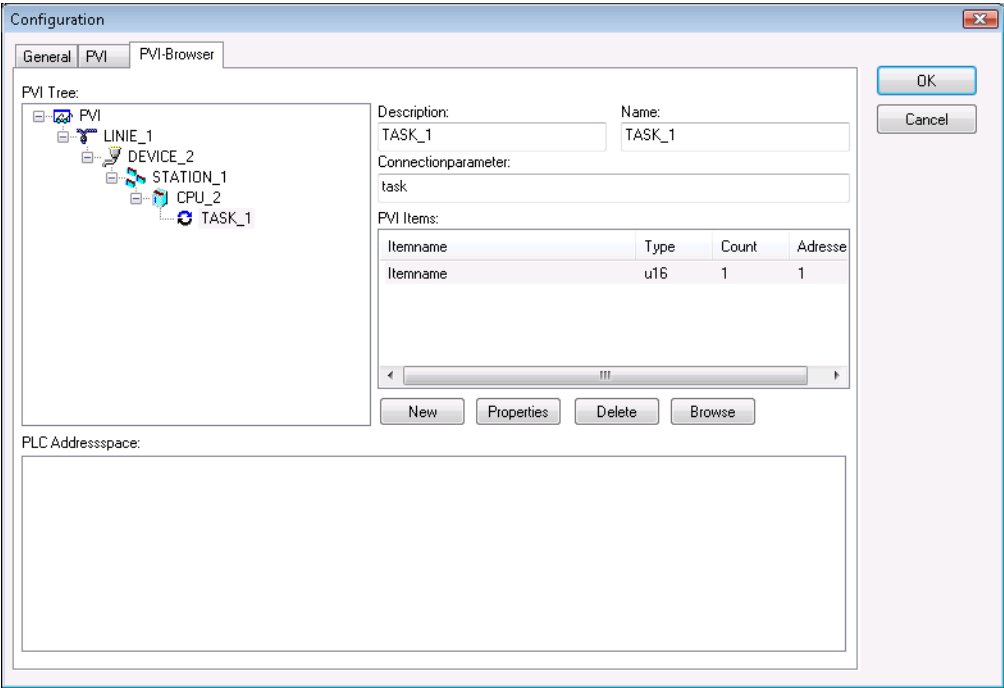 Configuration
General PVI PVI-Browser
OK
Cancel
PVI Tree:
PVI
LINIE_1
DEVICE_2
STATION_1
CPU_2
TASK_1
Description: Name:
TASK_1 TASK_1
Connectionparameter:
task
PVI Items:
Itemname Type Count Adresse
Itemname u16 1 1
New Properties Delete Browse
PLC Addressspace: